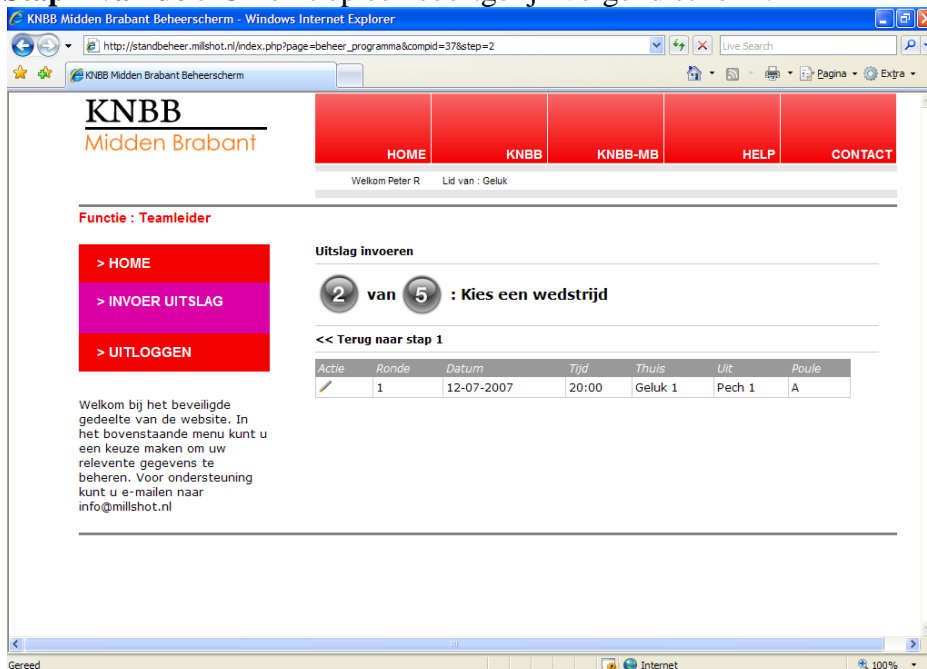 KNBB Midden Brabant Beheerscherm - Windows Internet Explorer
http://standbeheer.millshot.nl/index.php?page=beheer_programma&compid=37&step=2
Live Search
KNBB Midden Brabant Beheerscherm
Pagina
Extra
KNBB
Midden Brabant
HOME KNBB KNBB-MB HELP CONTACT
Welkom Peter R Lid van : Geluk
Functie : Teamleider
> HOME
> INVOER UITSLAG
> UITLOGGEN
Welkom bij het beveiligde
gedeelte van de website. In
het bovenstaande menu kunt u
een keuze maken om uw
relevente gegevens te
beheren. Voor ondersteuning
kunt u e-mailen naar
info@millshot.nl
Uitslag invoeren
2 van 5 : Kies een wedstrijd
<< Terug naar stap 1
Actie Ronde Datum Tijd Thuis Uit Poule
1 12-07-2007 20:00 Geluk 1 Pech 1 A
Gereed
Internet
100%